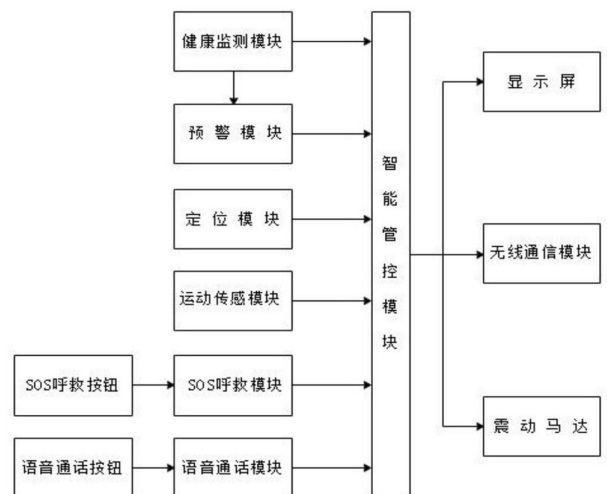 健康监测模块
预警模块
定位模块
运动传感模块
SOS呼救按钮
SOS呼救模块
语音通话按钮
语音通话模块
智能管控模块
显示屏
无线通信模块
震动马达